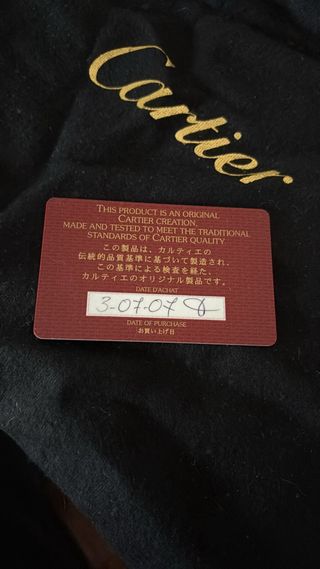 Cartier
THIS PRODUCT IS AN ORIGINAL
CARTIER CREATION
MADE AND TESTED TO MEET THE TRADITIONAL
STANDARDS OF CARTIER QUALITY
この製品は、カルティエの
伝統的品質基準に基づいて製造され、
この基準による検査を経た、
カルティエのオリジナル製品です。
DATE D'ACHAT
3-07-07
DATE OF PURCHASE
お買い上げ日